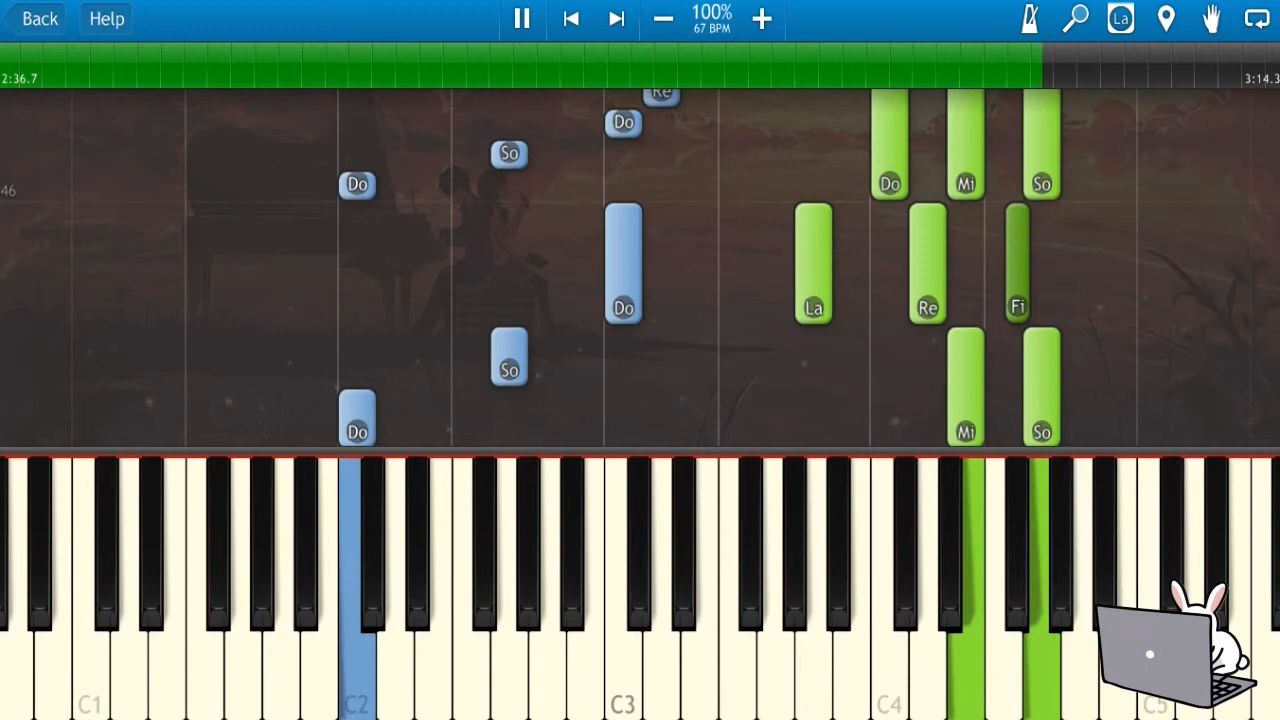 Back Help 100% La
67 BPM
2:36.7 3:14.3
Re
Do
So
Do Do Mi So
46
Do La Re Fi
So
Do Mi So
C1 C2 C3 C4 C5